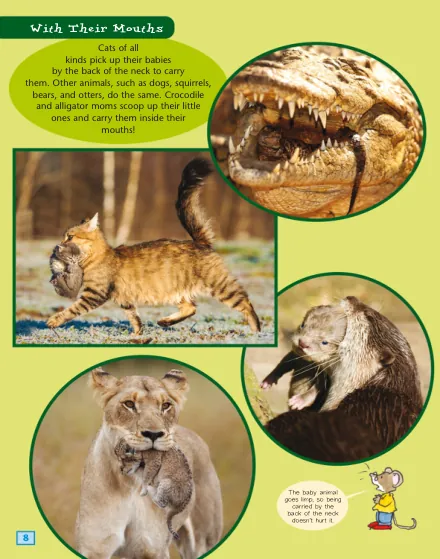 With Their Mouths
Cats of all
kinds pick up their babies
by the back of the neck to carry
them. Other animals, such as dogs, squirrels,
bears, and otters, do the same. Crocodile
and alligator moms scoop up their little
ones and carry them inside their
mouths!
The baby animal
goes limp, so being
carried by the
back of the neck
doesn't hurt it.
8